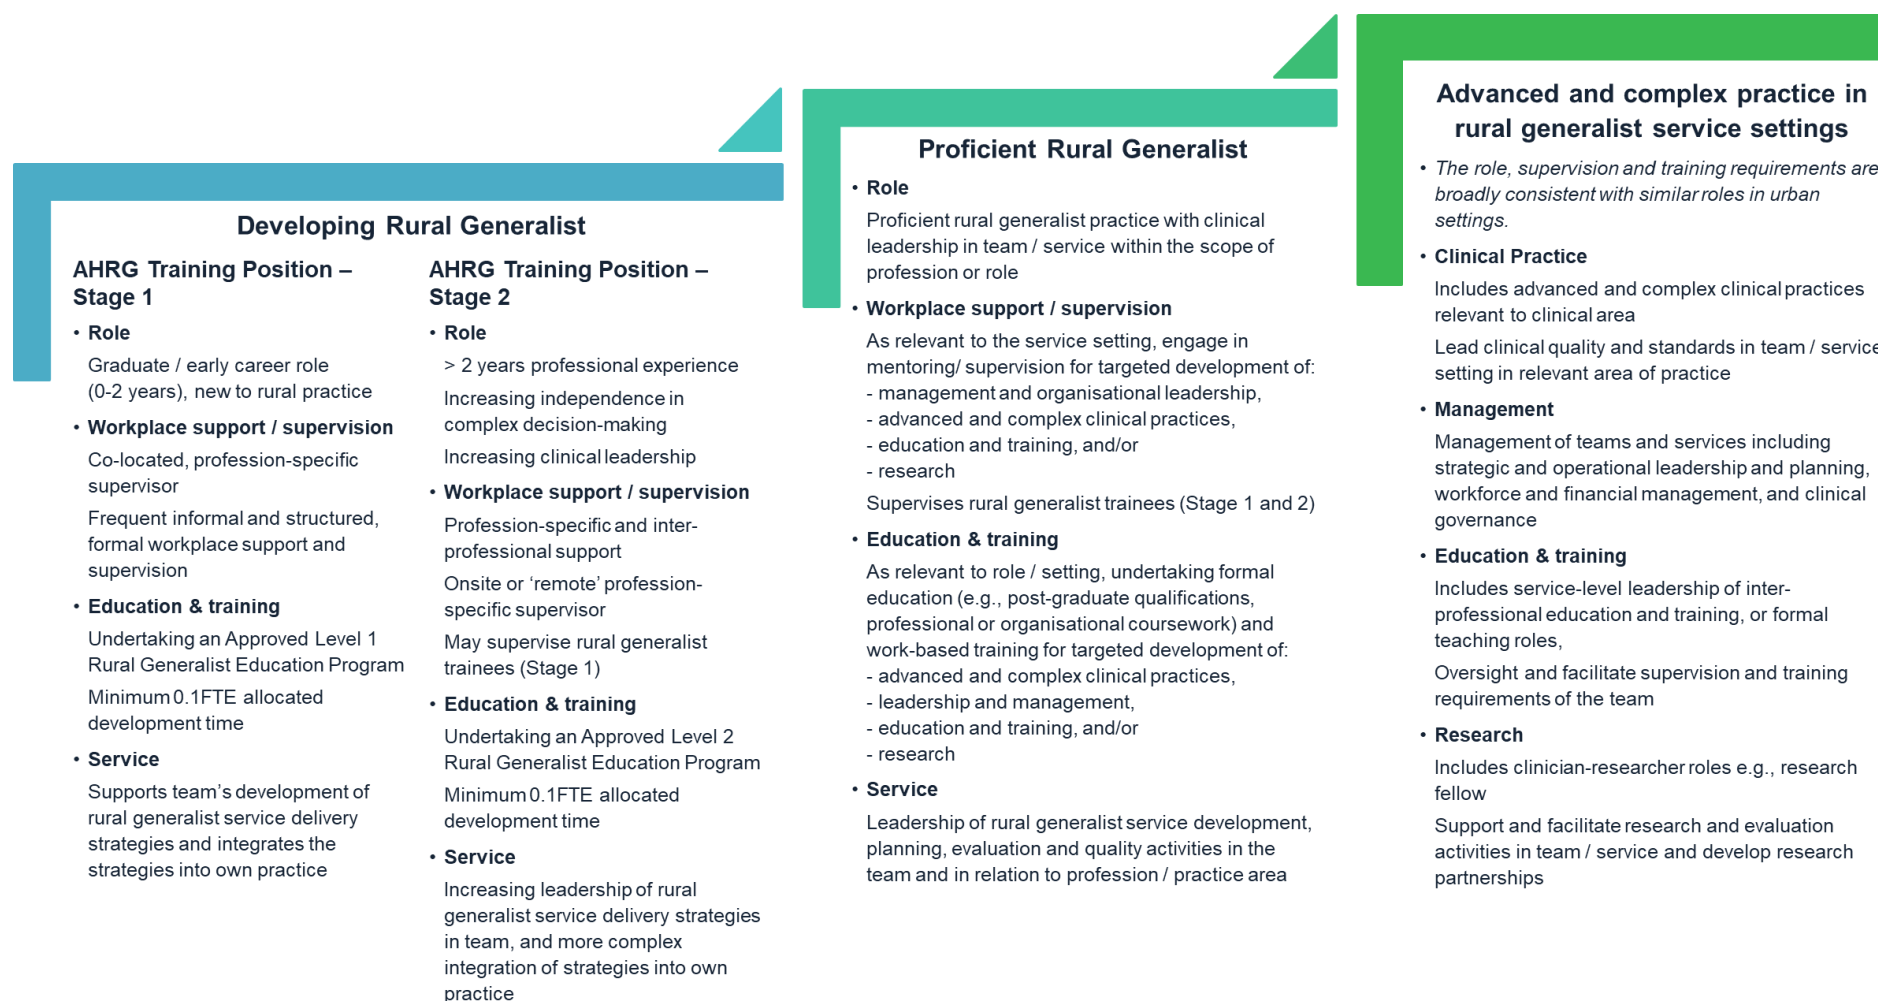 Developing Rural Generalist
AHRG Training Position –
Stage 1
• Role
Graduate / early career role
(0-2 years), new to rural practice
• Workplace support / supervision
Co-located, profession-specific
supervisor
Frequent informal and structured,
formal workplace support and
supervision
• Education & training
Undertaking an Approved Level 1
Rural Generalist Education Program
Minimum 0.1FTE allocated
development time
• Service
Supports team's development of
rural generalist service delivery
strategies and integrates the
strategies into own practice
AHRG Training Position –
Stage 2
• Role
> 2 years professional experience
Increasing independence in
complex decision-making
Increasing clinical leadership
• Workplace support / supervision
Profession-specific and inter-
professional support
Onsite or ‘remote’ profession-
specific supervisor
May supervise rural generalist
trainees (Stage 1)
• Education & training
Undertaking an Approved Level 2
Rural Generalist Education Program
Minimum 0.1FTE allocated
development time
• Service
Increasing leadership of rural
generalist service delivery strategies
in team, and more complex
integration of strategies into own
practice
Proficient Rural Generalist
• Role
Proficient rural generalist practice with clinical
leadership in team / service within the scope of
profession or role
• Workplace support / supervision
As relevant to the service setting, engage in
mentoring/ supervision for targeted development of:
- management and organisational leadership,
- advanced and complex clinical practices,
- education and training, and/or
- research
Supervises rural generalist trainees (Stage 1 and 2)
• Education & training
As relevant to role / setting, undertaking formal
education (e.g., post-graduate qualifications,
professional or organisational coursework) and
work-based training for targeted development of:
- advanced and complex clinical practices,
- leadership and management,
- education and training, and/or
- research
• Service
Leadership of rural generalist service development,
planning, evaluation and quality activities in the
team and in relation to profession / practice area
Advanced and complex practice in
rural generalist service settings
• The role, supervision and training requirements are
broadly consistent with similar roles in urban
settings.
• Clinical Practice
Includes advanced and complex clinical practices
relevant to clinical area
Lead clinical quality and standards in team / service
setting in relevant area of practice
• Management
Management of teams and services including
strategic and operational leadership and planning,
workforce and financial management, and clinical
governance
• Education & training
Includes service-level leadership of inter-
professional education and training, or formal
teaching roles,
Oversight and facilitate supervision and training
requirements of the team
• Research
Includes clinician-researcher roles e.g., research
fellow
Support and facilitate research and evaluation
activities in team / service and develop research
partnerships